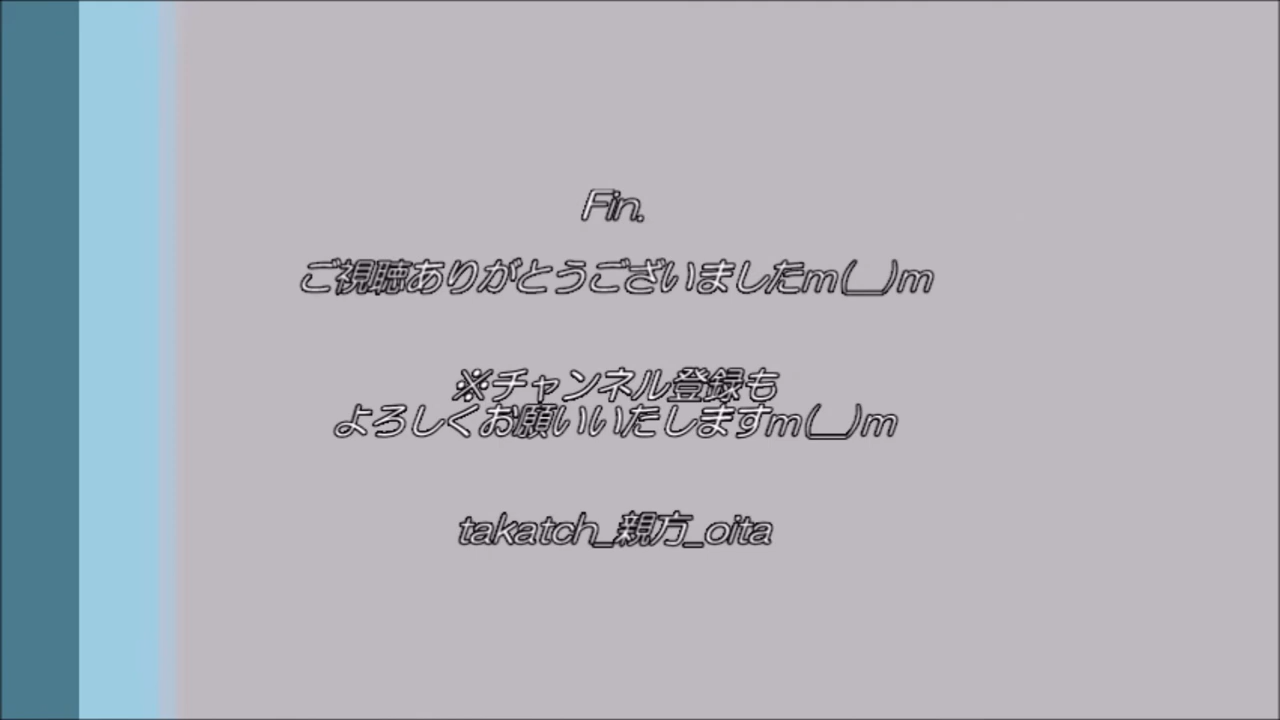 Fin.
ご視聴ありがとうございましたm(__)m
※チャンネル登録も
よろしくお願いいたしますm(__)m
takatch_親方_oita